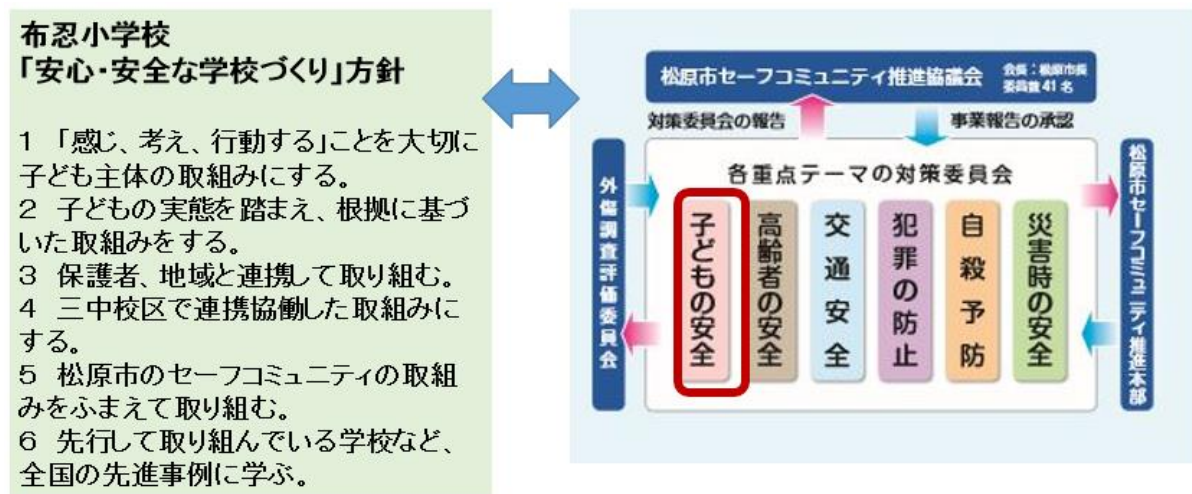 布忍小学校
「安心・安全な学校づくり」方針
1 「感じ、考え、行動する」ことを大切に
子ども主体の取組みにする。
2 子どもの実態を踏まえ、根拠に基づ
いた取組みをする。
3 保護者、地域と連携して取り組む。
4 三中校区で連携協働した取組みに
する。
5 松原市のセーフコミュニティの取組
みをふまえて取り組む。
6 先行して取り組んでいる学校など、
全国の先進事例に学ぶ。
松原市セーフコミュニティ推進協議会
会長：松原市長
委員数41名
対策委員会の報告
事業報告の承認
外傷調査評価委員会
各重点テーマの対策委員会
子どもの安全
高齢者の安全
交通安全
犯罪の防止
自殺予防
災害時の安全
松原市セーフコミュニティ推進本部